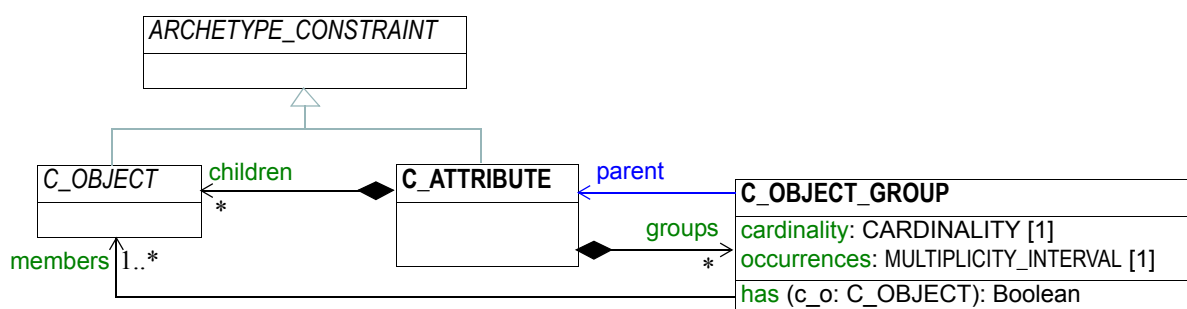 ARCHETYPE_CONSTRAINT
C_OBJECT
children
*
C_ATTRIBUTE
parent
C_OBJECT_GROUP
groups
*
cardinality: CARDINALITY [1]
occurrences: MULTIPLICITY_INTERVAL [1]
members
1..*
has (c_o: C_OBJECT): Boolean